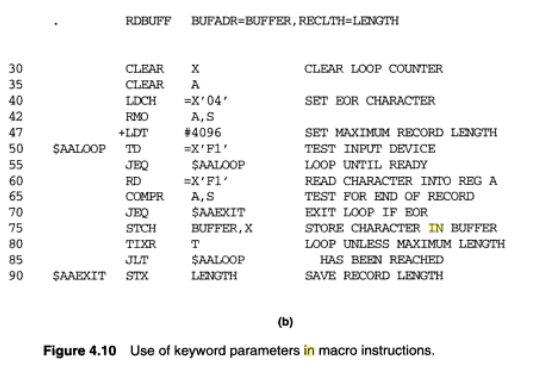 . RDBUFF BUFADR=BUFFER,RECLTH=LENGTH
30 CLEAR X CLEAR LOOP COUNTER
35 CLEAR A
40 LDCH =X'04' SET EOR CHARACTER
42 RMO A,S
47 +LDT #4096 SET MAXIMUM RECORD LENGTH
50 $AALOOP TD =X'F1' TEST INPUT DEVICE
55 JEQ $AALOOP LOOP UNTIL READY
60 RD =X'F1' READ CHARACTER INTO REG A
65 COMPR A,S TEST FOR END OF RECORD
70 JEQ $AAEXIT EXIT LOOP IF EOR
75 STCH BUFFER,X STORE CHARACTER IN BUFFER
80 TIXR T LOOP UNLESS MAXIMUM LENGTH
85 JLT $AALOOP HAS BEEN REACHED
90 $AAEXIT STX LENGTH SAVE RECORD LENGTH
(b)
Figure 4.10 Use of keyword parameters in macro instructions.